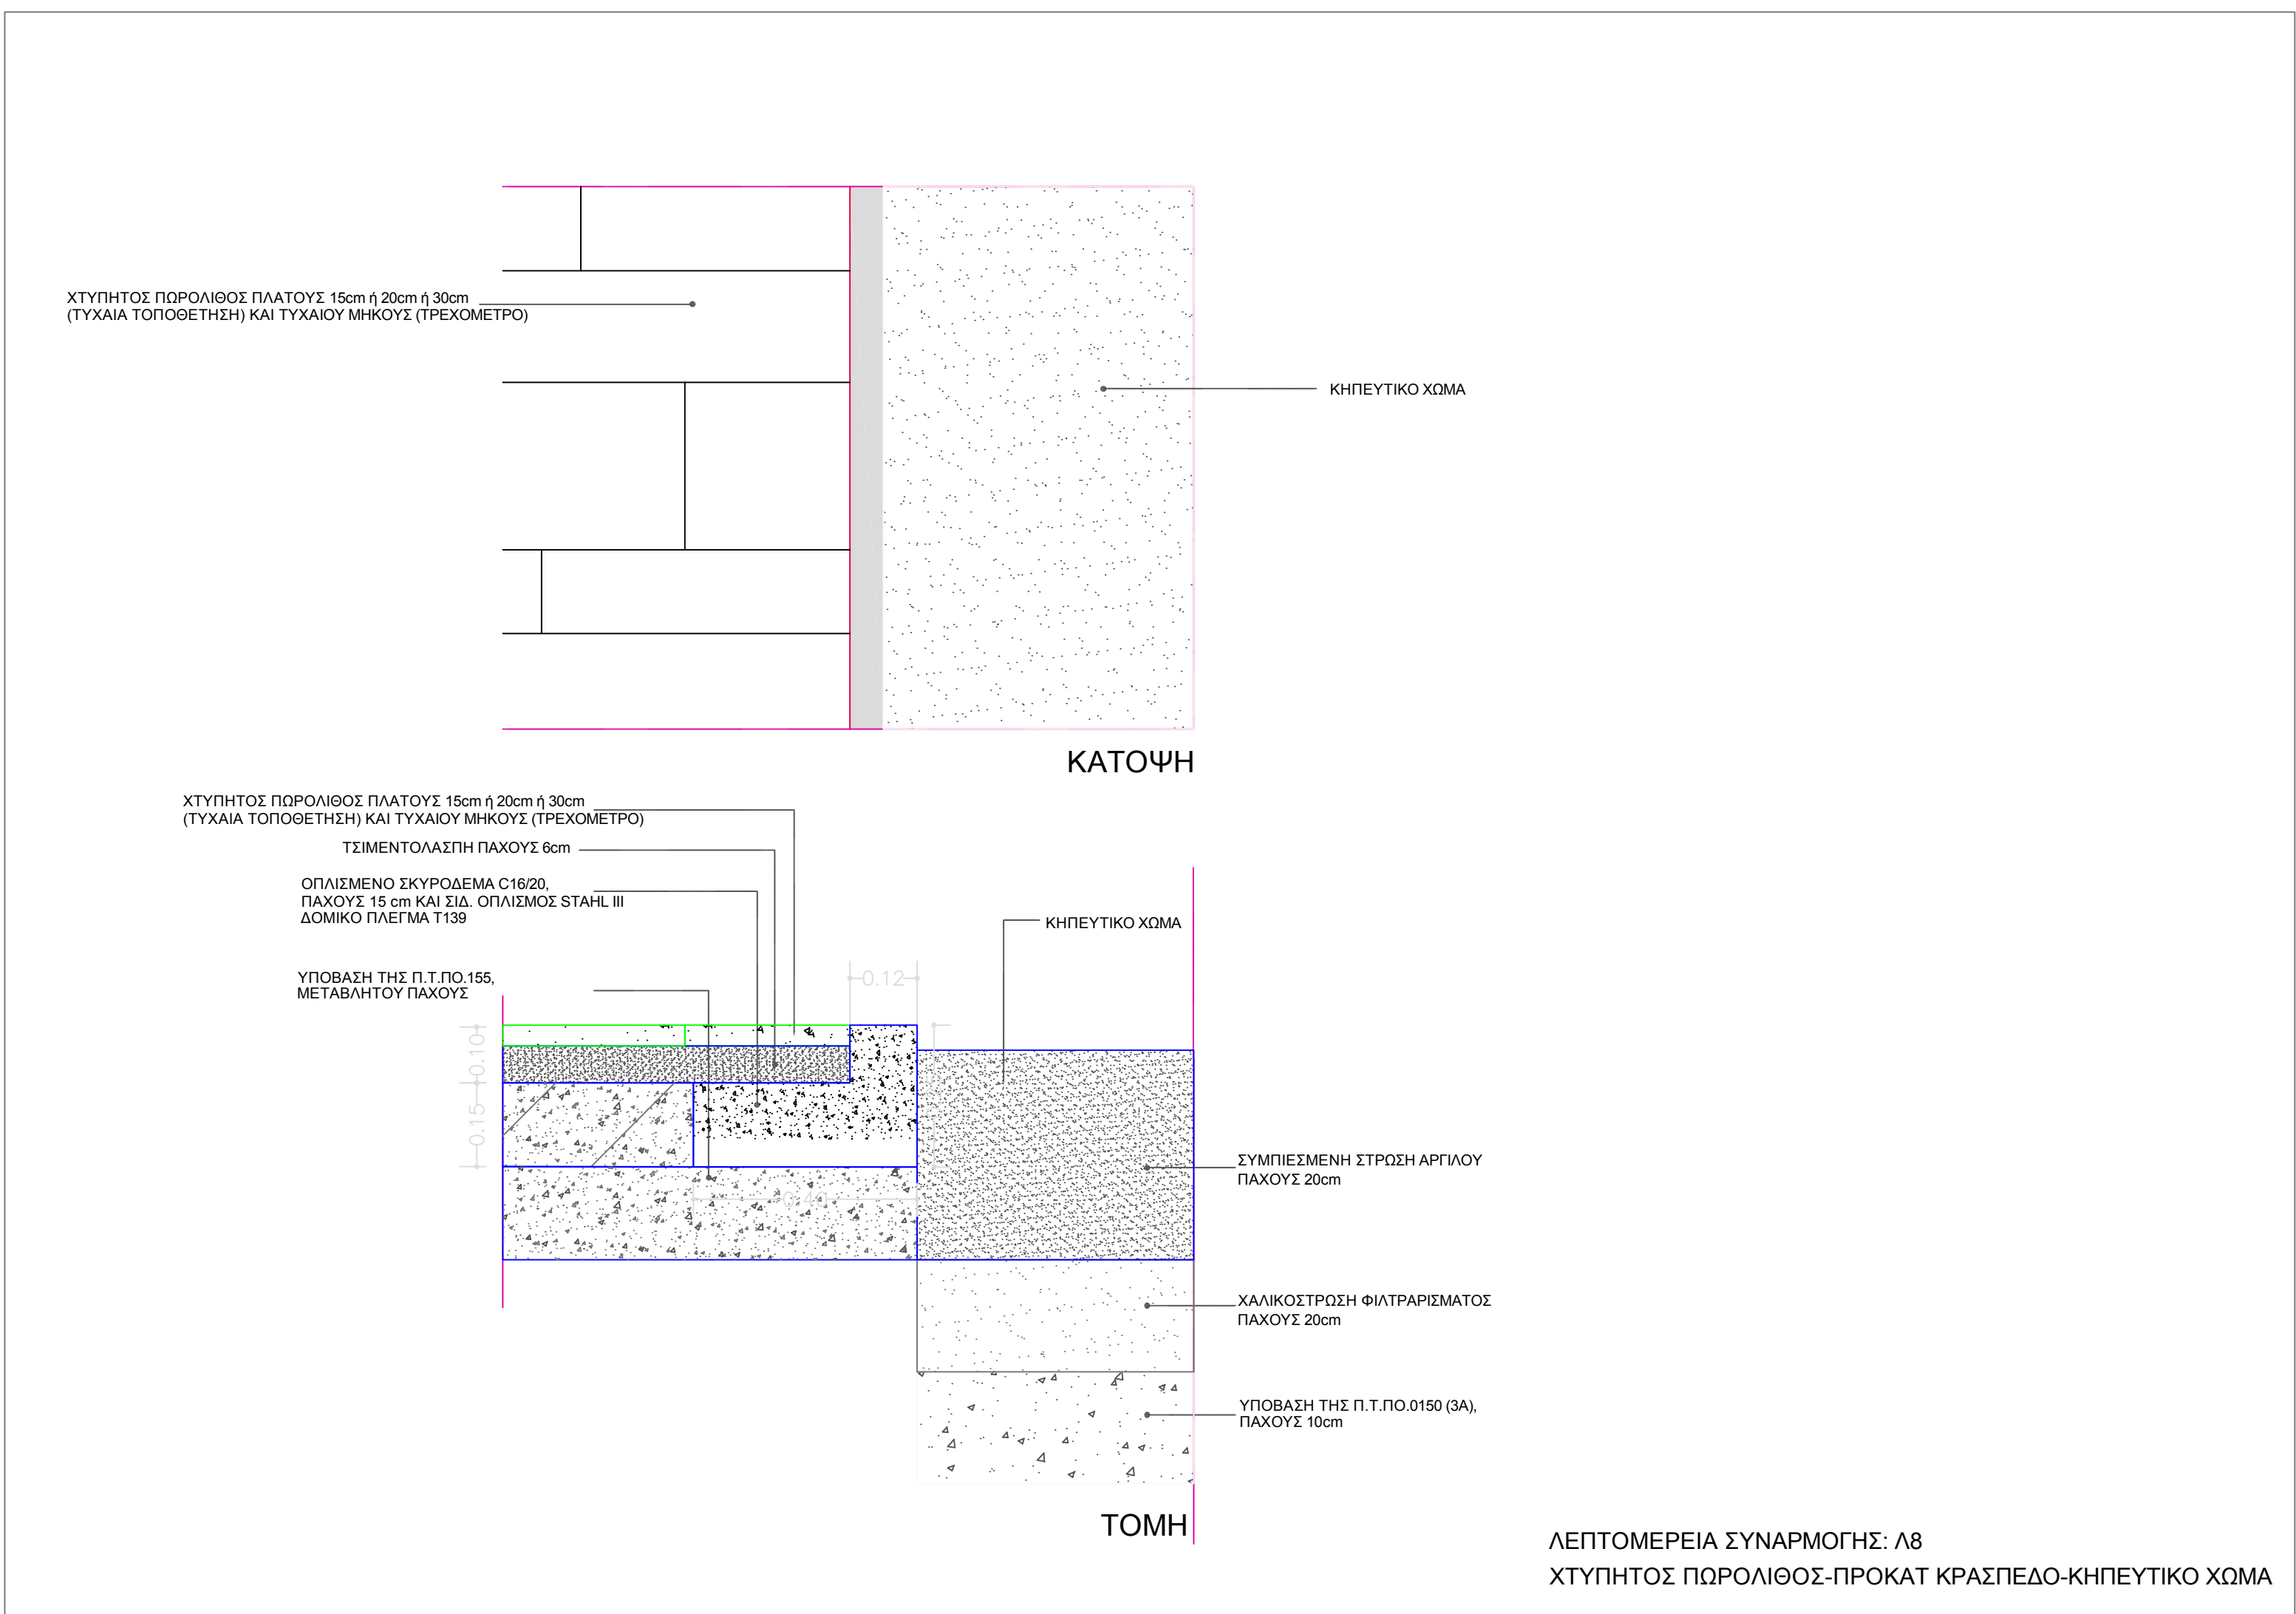 ΧΤΥΠΗΤΟΣ ΠΩΡΟΛΙΘΟΣ ΠΛΑΤΟΥΣ 15cm ή 20cm ή 30cm
(ΤΥΧΑΙΑ ΤΟΠΟΘΕΤΗΣΗ) ΚΑΙ ΤΥΧΑΙΟΥ ΜΗΚΟΥΣ (ΤΡΕΧΟΜΕΤΡΟ)
ΚΗΠΕΥΤΙΚΟ ΧΩΜΑ
ΚΑΤΟΨΗ
ΧΤΥΠΗΤΟΣ ΠΩΡΟΛΙΘΟΣ ΠΛΑΤΟΥΣ 15cm ή 20cm ή 30cm
(ΤΥΧΑΙΑ ΤΟΠΟΘΕΤΗΣΗ) ΚΑΙ ΤΥΧΑΙΟΥ ΜΗΚΟΥΣ (ΤΡΕΧΟΜΕΤΡΟ)
ΤΣΙΜΕΝΤΟΛΑΣΠΗ ΠΑΧΟΥΣ 6cm
ΟΠΛΙΣΜΕΝΟ ΣΚΥΡΟΔΕΜΑ C16/20,
ΠΑΧΟΥΣ 15 cm ΚΑΙ ΣΙΔ. ΟΠΛΙΣΜΟΣ STAHL III
ΔΟΜΙΚΟ ΠΛΕΓΜΑ Τ139
ΚΗΠΕΥΤΙΚΟ ΧΩΜΑ
ΥΠΟΒΑΣΗ ΤΗΣ Π.Τ.ΠΟ.155,
ΜΕΤΑΒΛΗΤΟΥ ΠΑΧΟΥΣ
0.12
0.10
0.15
0.40
ΣΥΜΠΙΕΣΜΕΝΗ ΣΤΡΩΣΗ ΑΡΓΙΛΟΥ
ΠΑΧΟΥΣ 20cm
ΧΑΛΙΚΟΣΤΡΩΣΗ ΦΙΛΤΡΑΡΙΣΜΑΤΟΣ
ΠΑΧΟΥΣ 20cm
ΥΠΟΒΑΣΗ ΤΗΣ Π.Τ.ΠΟ.0150 (3Α),
ΠΑΧΟΥΣ 10cm
ΤΟΜΗ
ΛΕΠΤΟΜΕΡΕΙΑ ΣΥΝΑΡΜΟΓΗΣ: Λ8
ΧΤΥΠΗΤΟΣ ΠΩΡΟΛΙΘΟΣ-ΠΡΟΚΑΤ ΚΡΑΣΠΕΔΟ-ΚΗΠΕΥΤΙΚΟ ΧΩΜΑ